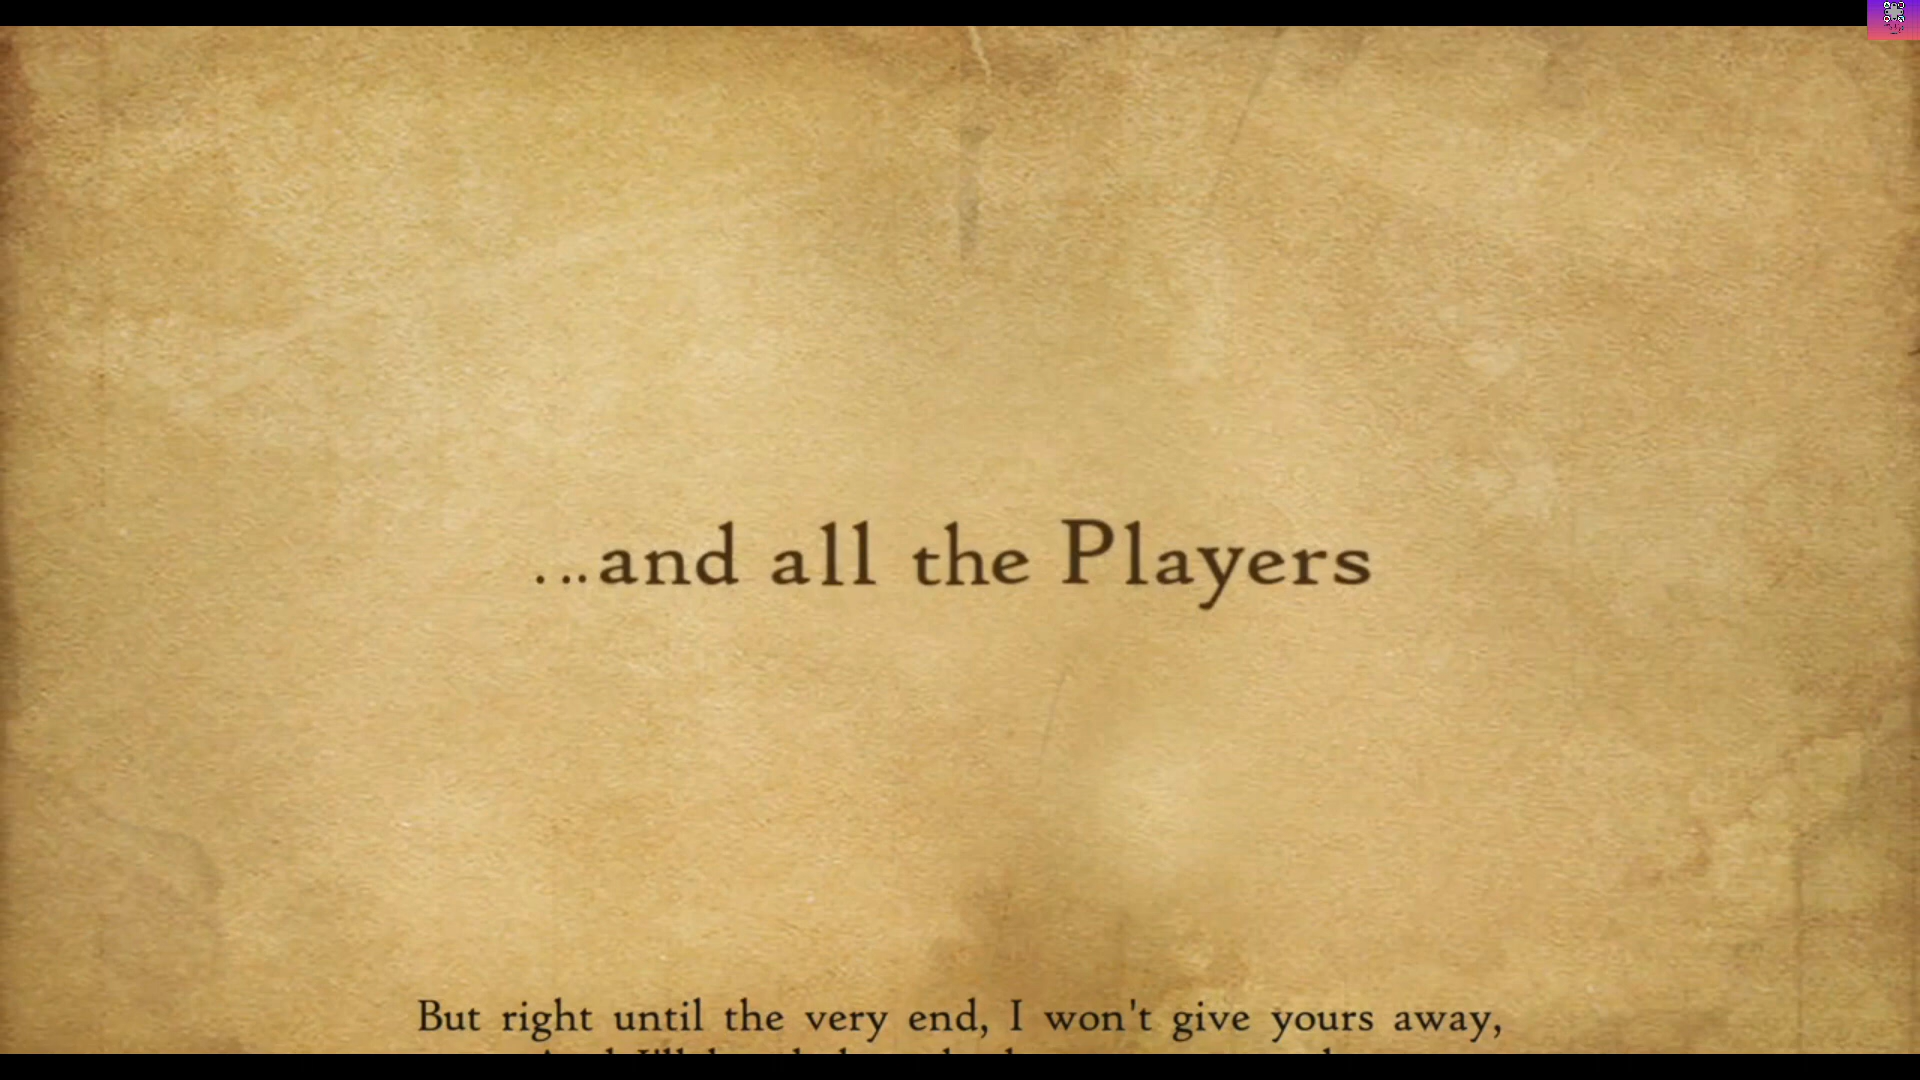 ...and all the Players
But right until the very end, I won't give yours away,